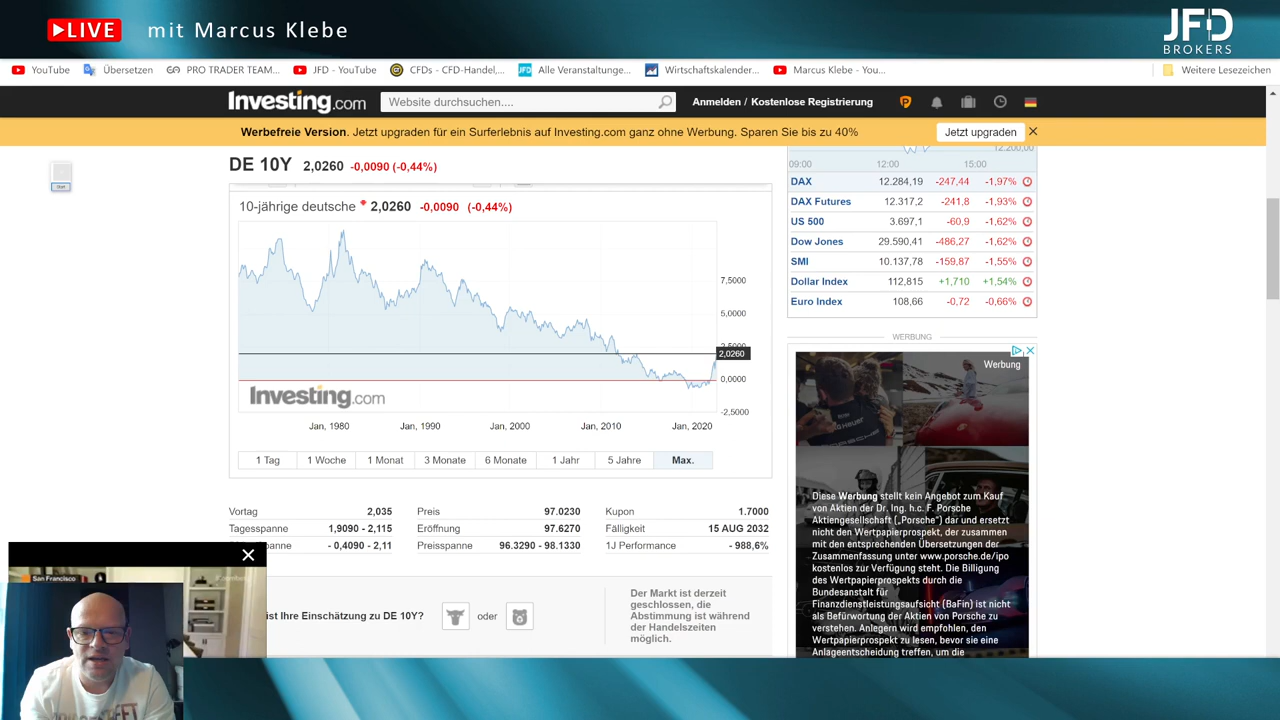 LIVE mit Marcus Klebe
JFD
BROKERS
YouTube Übersetzen PRO TRADER TEAM... JFD - YouTube CFDs - CFD-Handel,... Alle Veranstaltunge... Wirtschaftskalender... Marcus Klebe - You... Weitere Lesezeichen
Investing.com Website durchsuchen.... Anmelden / Kostenlose Registrierung
Werbefreie Version. Jetzt upgraden für ein Surferlebnis auf Investing.com ganz ohne Werbung. Sparen Sie bis zu 40% Jetzt upgraden
DE 10Y 2,0260 -0,0090 (-0,44%)
10-jährige deutsche 2,0260 -0,0090 (-0,44%)
7,5000
5,0000
2,0260
0,0000
-2,5000
Investing.com
Jan, 1980 Jan, 1990 Jan, 2000 Jan, 2010 Jan, 2020
1 Tag 1 Woche 1 Monat 3 Monate 6 Monate 1 Jahr 5 Jahre Max.
Vortag 2,035 Preis 97.0230 Kupon 1.7000
Tagesspanne 1,9090 - 2,115 Eröffnung 97.6270 Fälligkeit 15 AUG 2032
panne - 0,4090 - 2,11 Preisspanne 96.3290 - 98.1330 1J Performance - 988,6%
ist Ihre Einschätzung zu DE 10Y? oder
Der Markt ist derzeit
geschlossen, die
Abstimmung ist während
der Handelszeiten
möglich.
12.200,00
09:00 12:00 15:00
DAX 12.284,19 -247,44 -1,97%
DAX Futures 12.317,2 -241,8 -1,93%
US 500 3.697,1 -60,9 -1,62%
Dow Jones 29.590,41 -486,27 -1,62%
SMI 10.137,78 -159,87 -1,55%
Dollar Index 112,815 +1,710 +1,54%
Euro Index 108,66 -0,72 -0,66%
WERBUNG
Werbung
Diese Werbung stellt kein Angebot zum Kauf
von Aktien der Dr. Ing. h.c. F. Porsche
Aktiengesellschaft („Porsche") dar und ersetzt
nicht den Wertpapierprospekt, der zusammen
mit den entsprechenden Übersetzungen der
Zusammenfassung unter www.porsche.de/ipo
kostenlos zur Verfügung steht. Die Billigung
des Wertpapierprospekts durch die
Bundesanstalt für
Finanzdienstleistungsaufsicht (BaFin) ist nicht
als Befürwortung der Aktien von Porsche zu
verstehen. Anlegern wird empfohlen, den
Wertpapierprospekt zu lesen, bevor sie eine
Anlageentscheidung treffen, um die
San Francisco